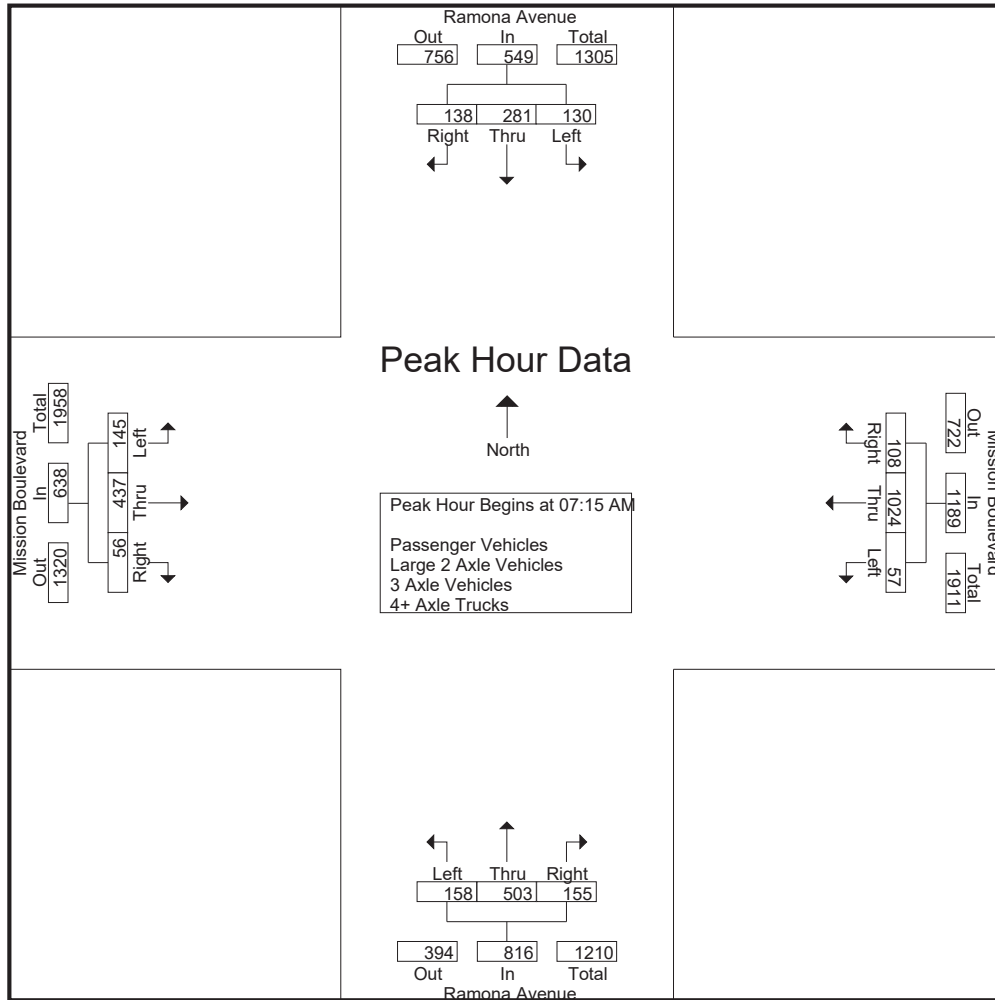 Ramona Avenue
Out In Total
756 549 1305
138 281 130
Right Thru Left
Peak Hour Data
North
Peak Hour Begins at 07:15 AM
Passenger Vehicles
Large 2 Axle Vehicles
3 Axle Vehicles
4+ Axle Trucks
Mission Boulevard
Out In Total
1320 638 1958
56 437 145
Right Thru Left
Mission Boulevard
Out In Total
722 1189 1911
108 1024 57
Right Thru Left
Left Thru Right
158 503 155
394 816 1210
Out In Total
Ramona Avenue